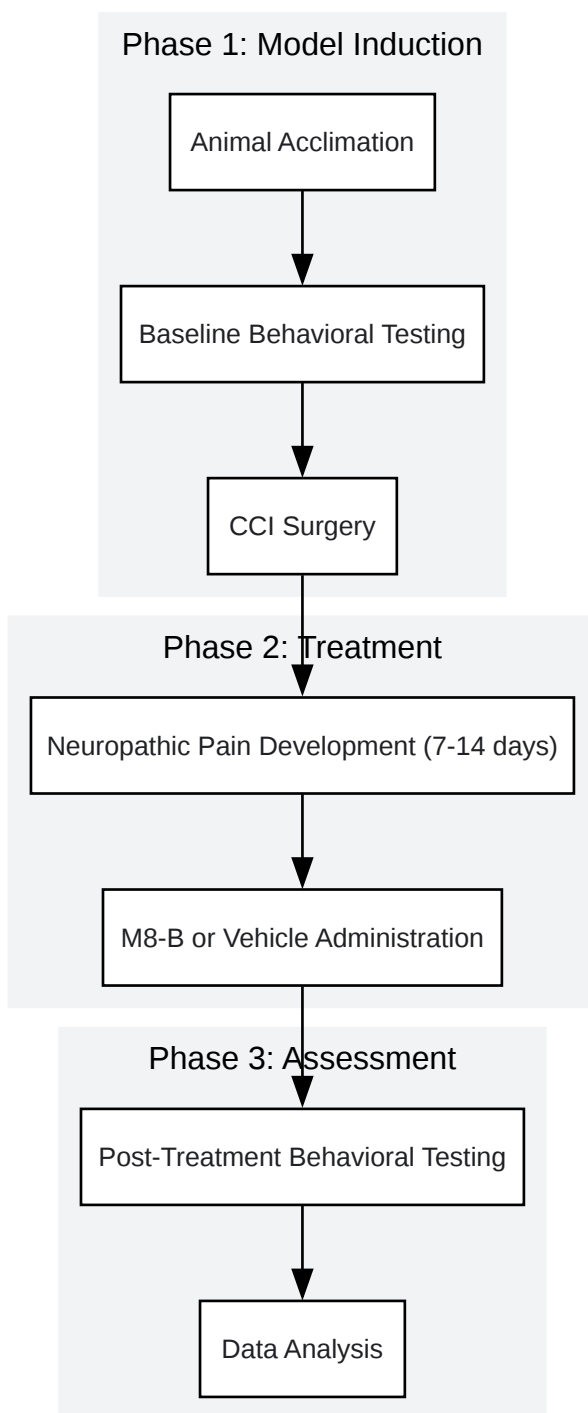 Phase 1: Model Induction
Animal Acclimation
Baseline Behavioral Testing
CCI Surgery
Phase 2: Treatment
Neuropathic Pain Development (7-14 days)
M8-B or Vehicle Administration
Phase 3: Assessment
Post-Treatment Behavioral Testing
Data Analysis